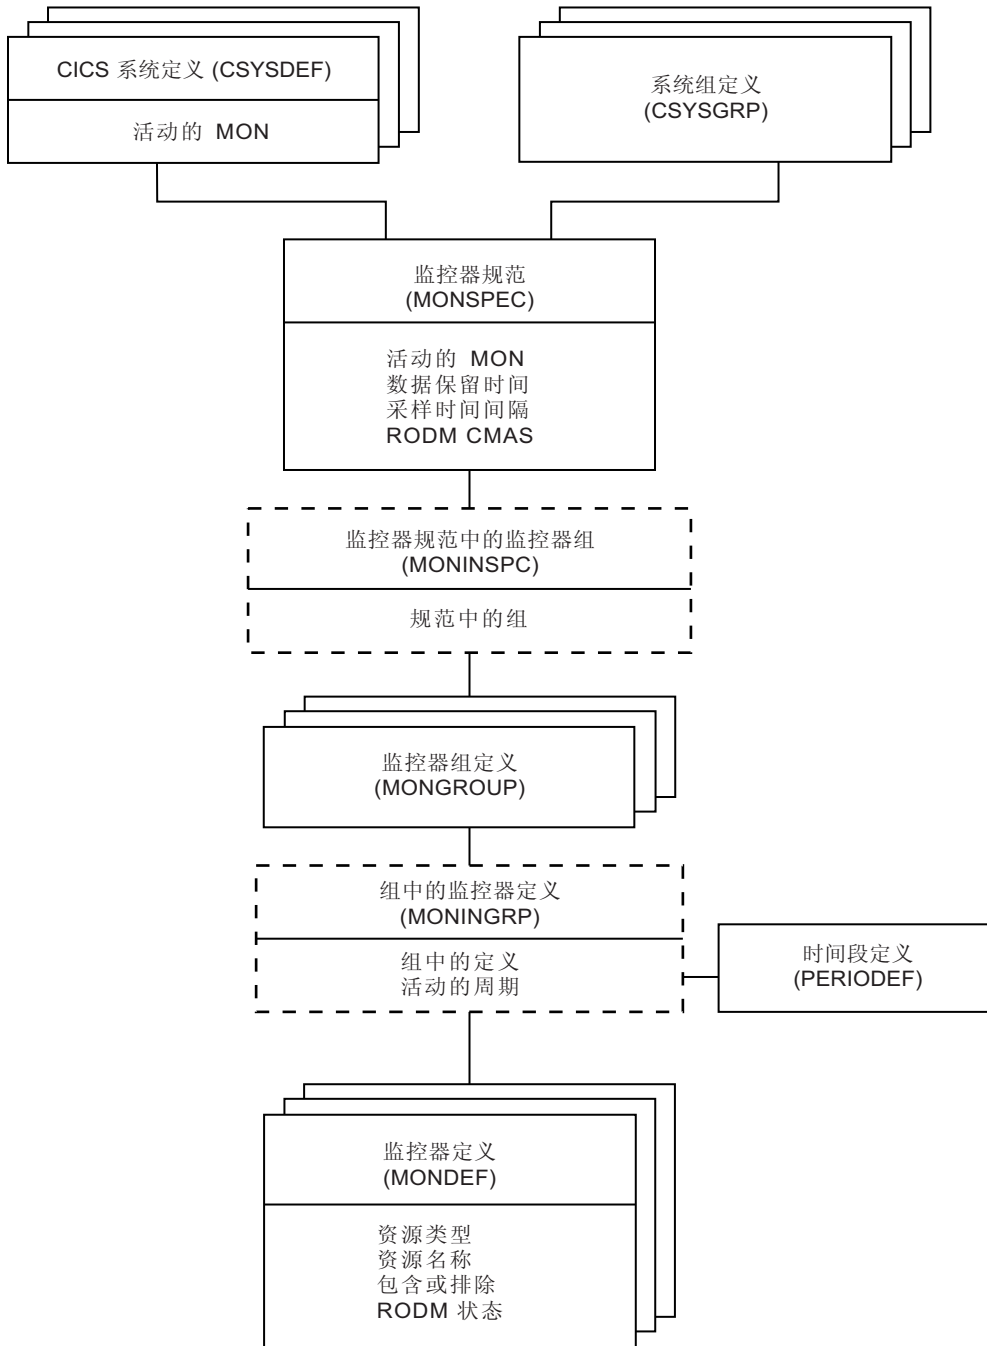 CICS 系统定义 (CSYSDEF)
活动的 MON
系统组定义
(CSYSGRP)
监控器规范
(MONSPEC)
活动的 MON
数据保留时间
采样时间间隔
RODM CMAS
监控器规范中的监控器组
(MONINSPC)
规范中的组
监控器组定义
(MONGROUP)
组中的监控器定义
(MONINGRP)
组中的定义
活动的周期
时间段定义
(PERIODEF)
监控器定义
(MONDEF)
资源类型
资源名称
包含或排除
RODM 状态